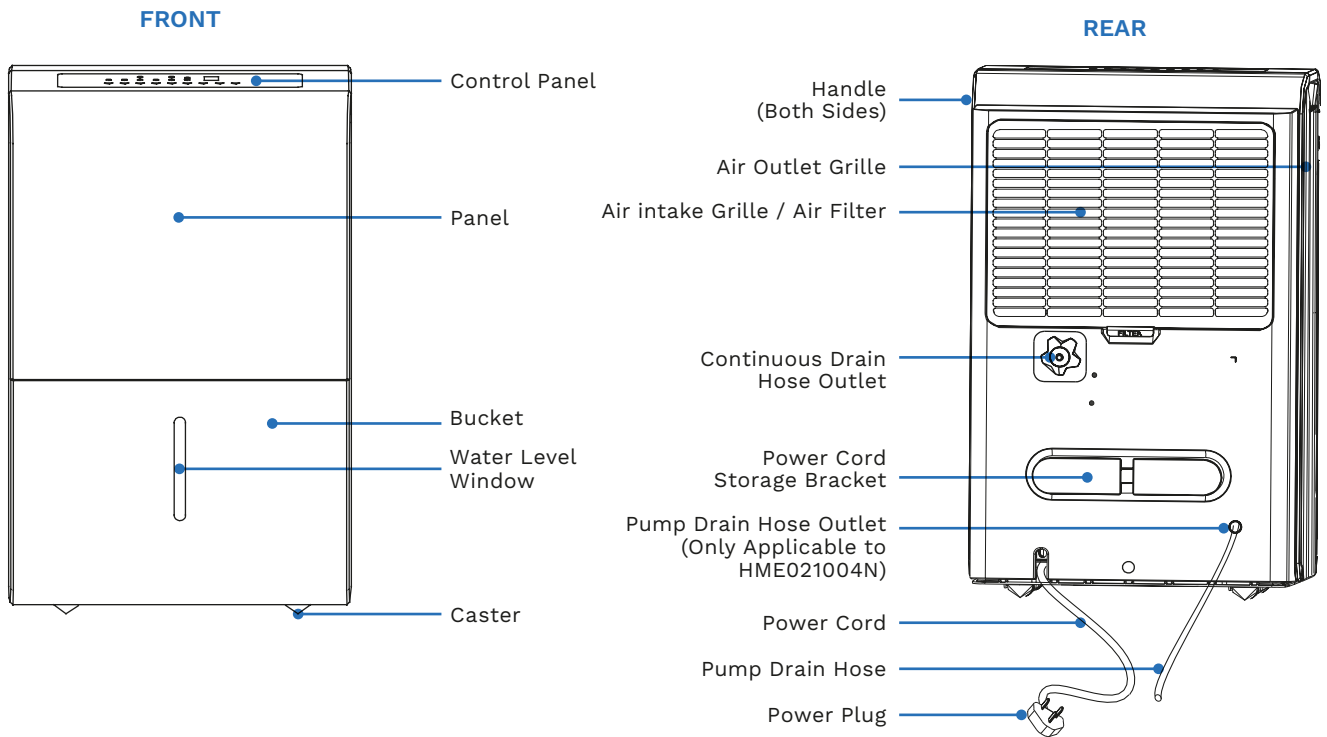 FRONT
Control Panel
Panel
Bucket
Water Level
Window
Caster
REAR
Handle
(Both Sides)
Air Outlet Grille
Air intake Grille / Air Filter
FILTER
Continuous Drain
Hose Outlet
Power Cord
Storage Bracket
Pump Drain Hose Outlet
(Only Applicable to
HME021004N)
Power Cord
Pump Drain Hose
Power Plug